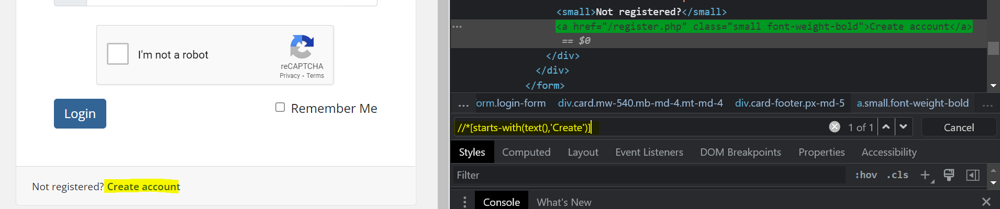 I'm not a robot
reCAPTCHA
Privacy - Terms
Login
Remember Me
Not registered? Create account
<small>Not registered?</small>
<a href="/register.php" class="small font-weight-bold">Create account</a>
== $0
</div>
</div>
</form>
... orm.login-form div.card.mw-540.mb-md-4.mt-md-4 div.card-footer.px-md-5 a.small.font-weight-bold ...
//*[starts-with(text(),'Create')] 1 of 1 Cancel
Styles Computed Layout Event Listeners DOM Breakpoints Properties Accessibility
Filter :hov .cls
Console What's New